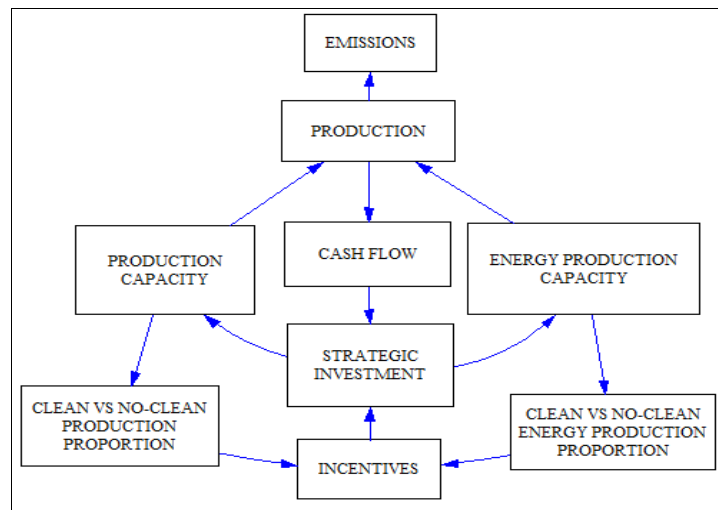 EMISSIONS
PRODUCTION
PRODUCTION
CAPACITY
CASH FLOW
ENERGY PRODUCTION
CAPACITY
STRATEGIC
INVESTMENT
CLEAN VS NO-CLEAN
PRODUCTION
PROPORTION
CLEAN VS NO-CLEAN
ENERGY PRODUCTION
PROPORTION
INCENTIVES